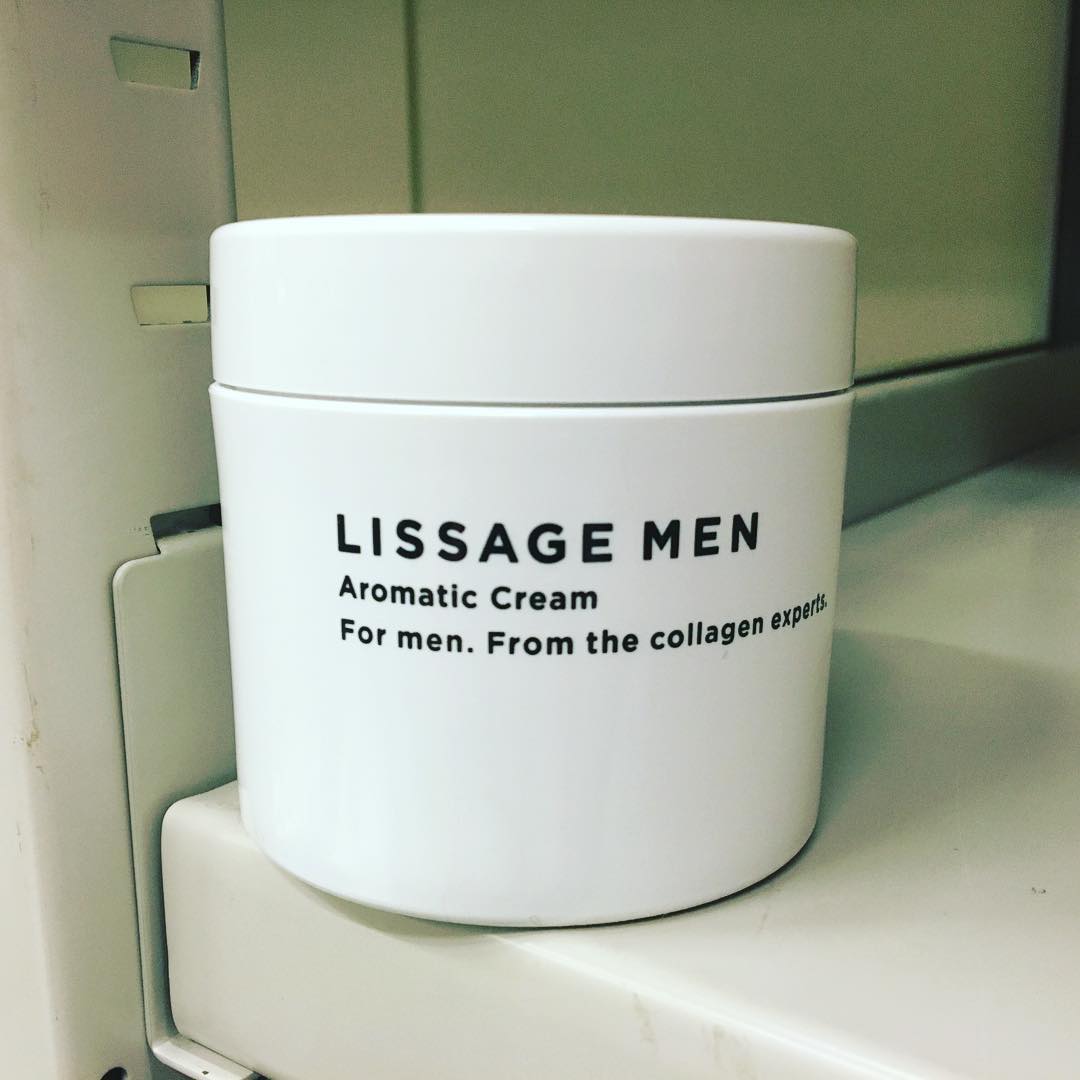 LISSAGE MEN
Aromatic Cream
For men. From the collagen experts.